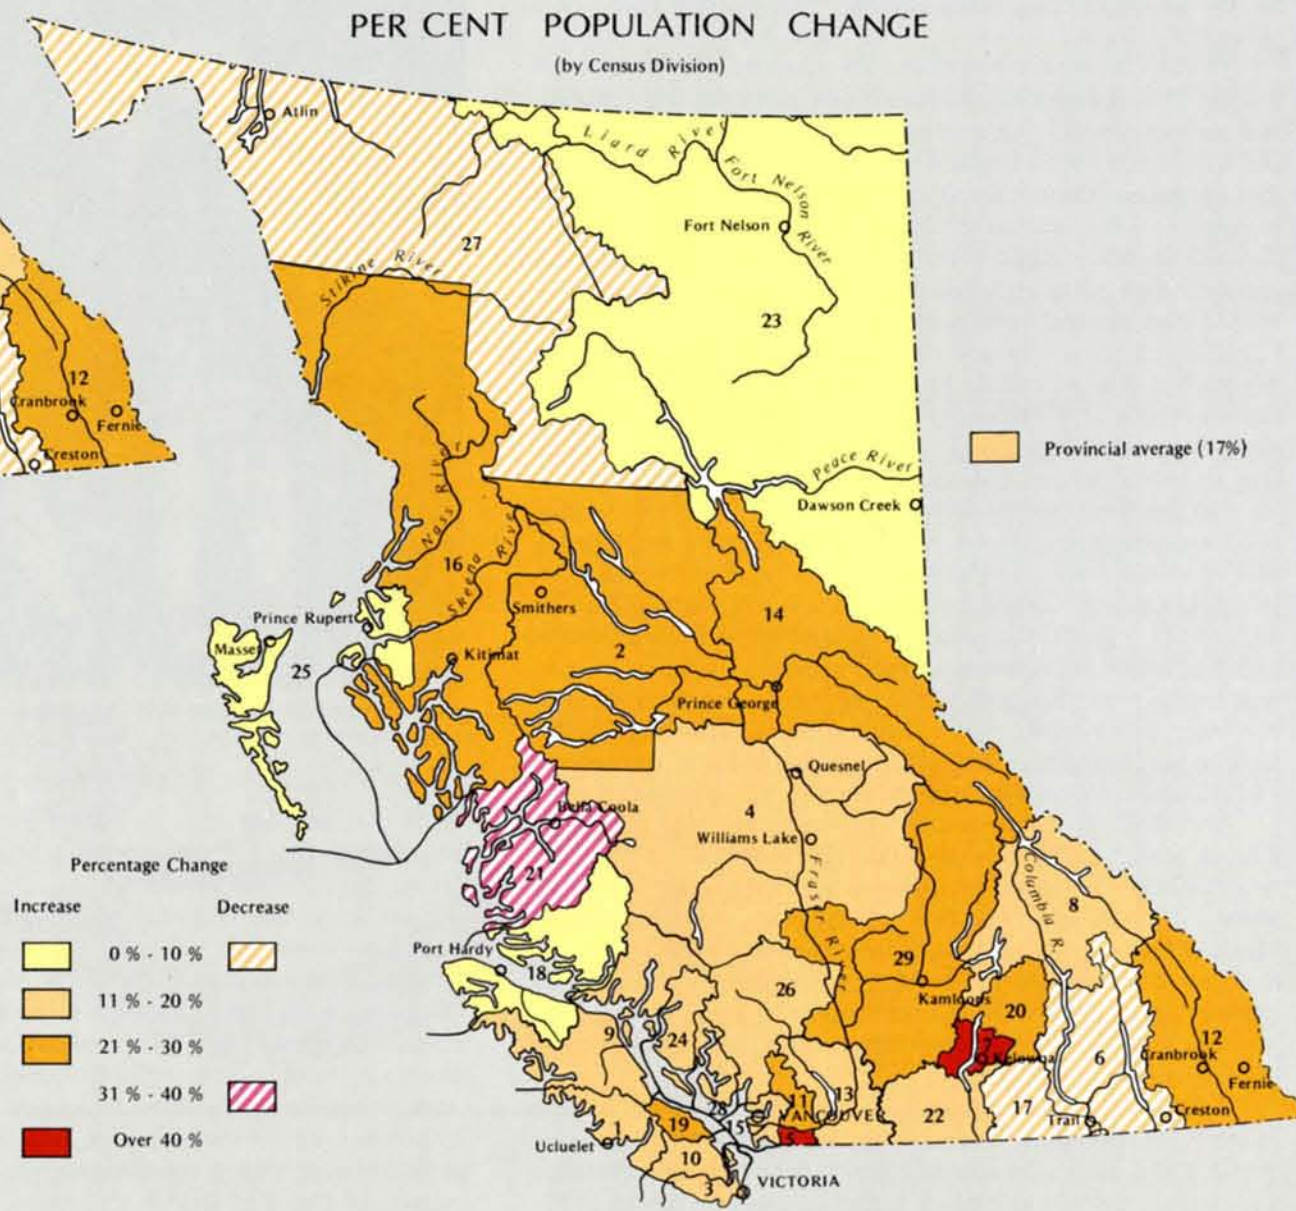 PER CENT POPULATION CHANGE
(by Census Division)
Atlin
Liard River
Fort Nelson River
Fort Nelson
27
Stikine River
23
12
Cranbrook
Fernie
Creston
Provincial average (17%)
Peace River
Dawson Creek
Nass River
16
Skeena River
Smithers
14
Prince Rupert
Masset
25
Kitimat
2
Prince George
Quesnel
4
Bella Coola
Williams Lake
Fraser River
Columbia R.
8
21
Percentage Change
Increase Decrease
0 % - 10 %
11 % - 20 %
21 % - 30 %
31 % - 40 %
Over 40 %
Port Hardy
18
29
26
Kamloops
20
9
24
7
Kelowna
6
12
Cranbrook
Fernie
28
11
13
VANCOUVER
22
17
Trail
Creston
1
19
15
5
Ucluelet
10
3
VICTORIA